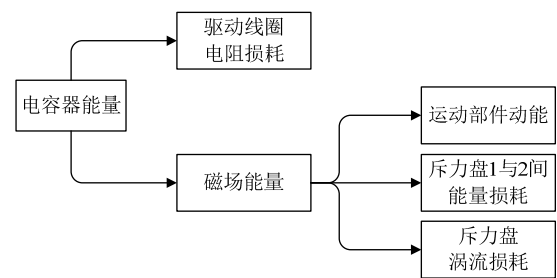 驱动线圈
电阻损耗
电容器能量
运动部件动能
磁场能量
斥力盘1与2间
能量损耗
斥力盘
涡流损耗